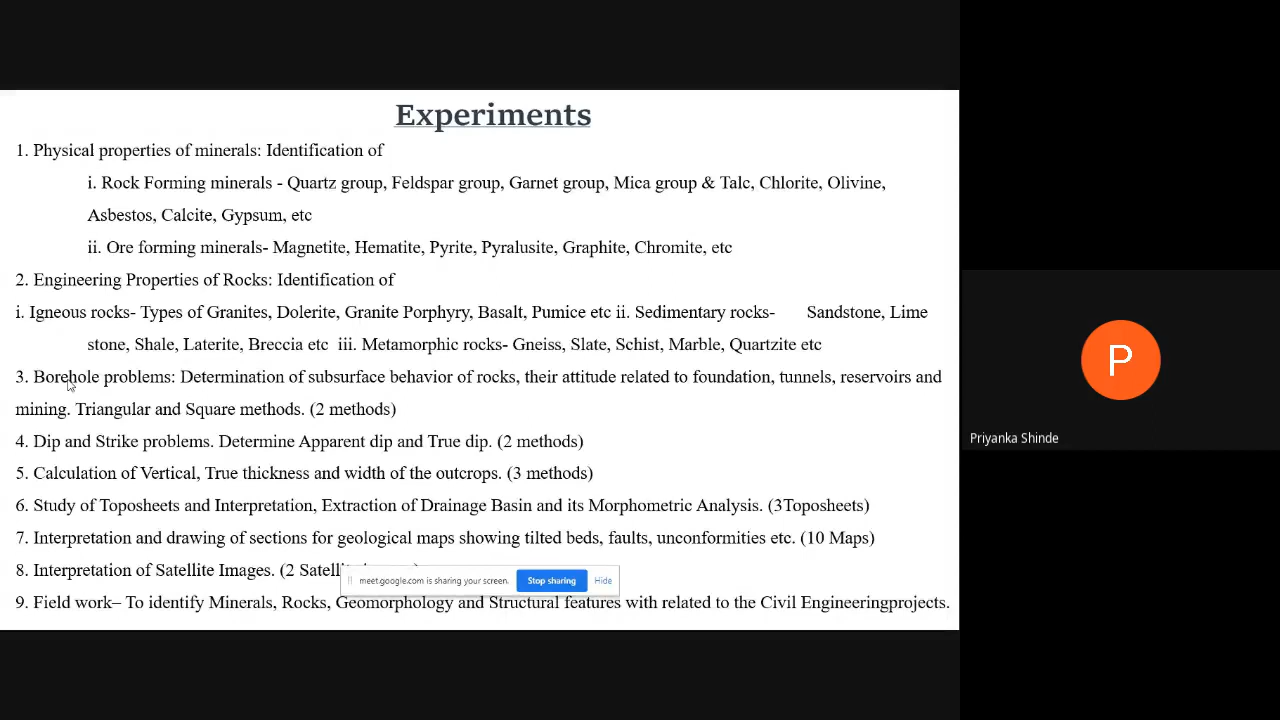 Experiments
1. Physical properties of minerals: Identification of
i. Rock Forming minerals - Quartz group, Feldspar group, Garnet group, Mica group & Talc, Chlorite, Olivine,
Asbestos, Calcite, Gypsum, etc
ii. Ore forming minerals- Magnetite, Hematite, Pyrite, Pyralusite, Graphite, Chromite, etc
2. Engineering Properties of Rocks: Identification of
i. Igneous rocks- Types of Granites, Dolerite, Granite Porphyry, Basalt, Pumice etc ii. Sedimentary rocks- Sandstone, Lime
stone, Shale, Laterite, Breccia etc iii. Metamorphic rocks- Gneiss, Slate, Schist, Marble, Quartzite etc
3. Borehole problems: Determination of subsurface behavior of rocks, their attitude related to foundation, tunnels, reservoirs and
mining. Triangular and Square methods. (2 methods)
4. Dip and Strike problems. Determine Apparent dip and True dip. (2 methods)
5. Calculation of Vertical, True thickness and width of the outcrops. (3 methods)
6. Study of Toposheets and Interpretation, Extraction of Drainage Basin and its Morphometric Analysis. (3Toposheets)
7. Interpretation and drawing of sections for geological maps showing tilted beds, faults, unconformities etc. (10 Maps)
8. Interpretation of Satellite Images. (2
meet.google.com is sharing your screen. Stop sharing Hide
9. Field work– To identify Minerals, Rocks, Geomorphology and Structural features with related to the Civil Engineeringprojects.
P
Priyanka Shinde